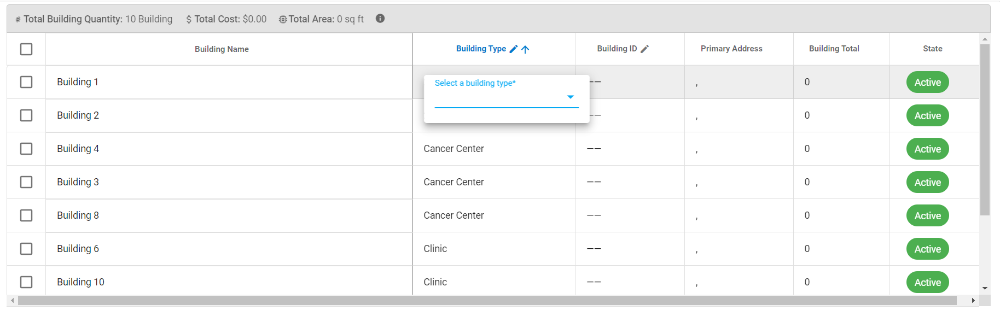 # Total Building Quantity: 10 Building $ Total Cost: $0.00 Total Area: 0 sq ft
Building Name Building Type Building ID Primary Address Building Total State
Building 1 Select a building type* —— , 0 Active
Building 2 —— , 0 Active
Building 4 Cancer Center —— , 0 Active
Building 3 Cancer Center —— , 0 Active
Building 8 Cancer Center —— , 0 Active
Building 6 Clinic —— , 0 Active
Building 10 Clinic —— , 0 Active